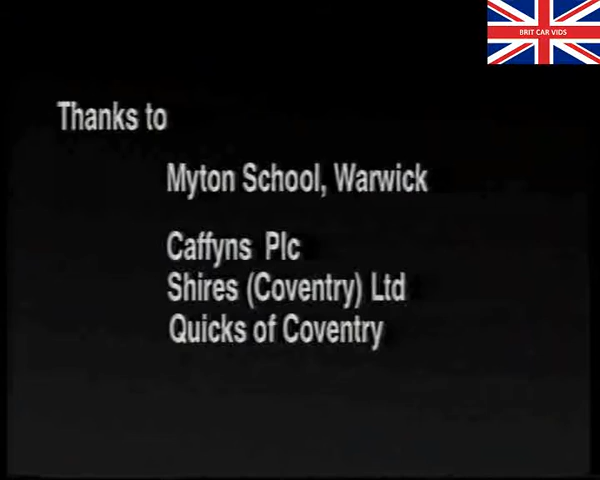 BRIT CAR VIDS
Thanks to
Myton School, Warwick
Caffyns Plc
Shires (Coventry) Ltd
Quicks of Coventry